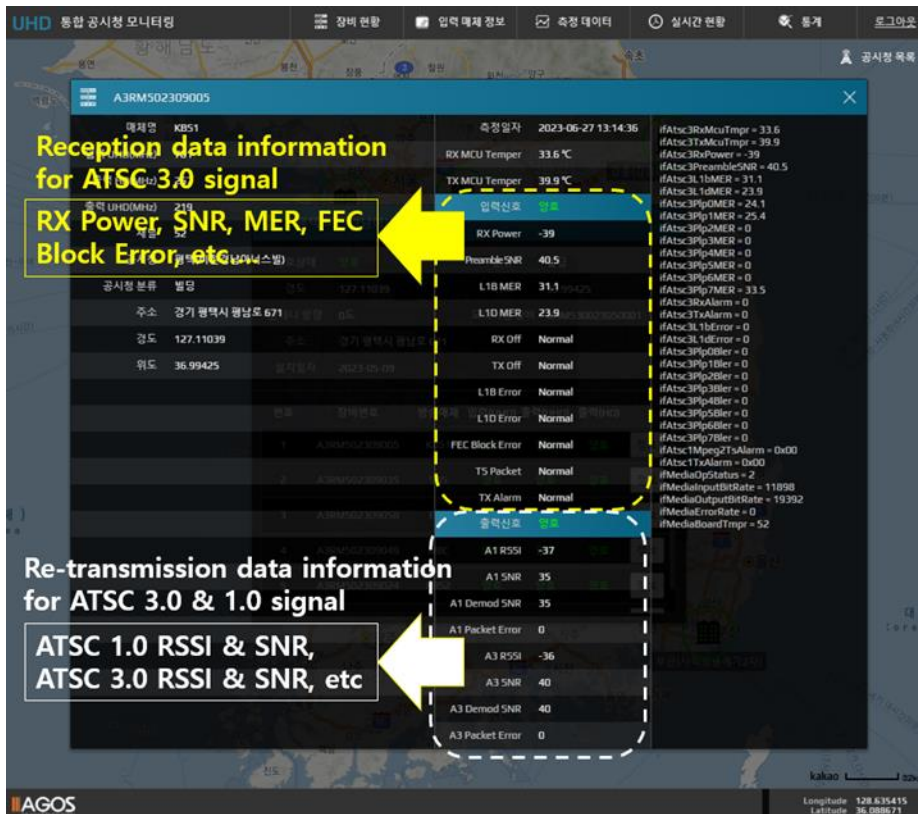 UHD 통합 공시청 모니터링
장비 현황
입력 매체 정보
측정 데이터
실시간 현황
통계
로그아웃
공시청 목록
A3RM502309005
매체명 KBS1
Reception data information
for ATSC 3.0 signal
출력 UHD(MHz) 219
RX Power, SNR, MER, FEC
Block Error, etc...
공시청 분류 빌딩
주소 경기 평택시 평남로 671
경도 127.11039
위도 36.99425
Re-transmission data information
for ATSC 3.0 & 1.0 signal
ATSC 1.0 RSSI & SNR,
ATSC 3.0 RSSI & SNR, etc
측정일자 2023-06-27 13:14:36
RX MCU Temper 33.6 ℃
TX MCU Temper 39.9 ℃
입력신호 양호
RX Power -39
Preamble SNR 40.5
L1B MER 31.1
L1D MER 23.9
RX Off Normal
TX Off Normal
L1B Error Normal
L1D Error Normal
FEC Block Error Normal
TS Packet Normal
TX Alarm Normal
출력신호 양호
A1 RSSI -37
A1 SNR 35
A1 Demod SNR 35
A1 Packet Error 0
A3 RSSI -36
A3 SNR 40
A3 Demod SNR 40
A3 Packet Error 0
ifAtsc3RxMcuTmpr = 33.6
ifAtsc3TxMcuTmpr = 39.9
ifAtsc3RxPower = -39
ifAtsc3PreambleSNR = 40.5
ifAtsc3L1bMER = 31.1
ifAtsc3L1dMER = 23.9
ifAtsc3Plp0MER = 24.1
ifAtsc3Plp1MER = 25.4
ifAtsc3Plp2MER = 0
ifAtsc3Plp3MER = 0
ifAtsc3Plp4MER = 0
ifAtsc3Plp5MER = 0
ifAtsc3Plp6MER = 0
ifAtsc3Plp7MER = 33.5
ifAtsc3RxAlarm = 0
ifAtsc3TxAlarm = 0
ifAtsc3L1bError = 0
ifAtsc3L1dError = 0
ifAtsc3Plp0Bler = 0
ifAtsc3Plp1Bler = 0
ifAtsc3Plp2Bler = 0
ifAtsc3Plp3Bler = 0
ifAtsc3Plp4Bler = 0
ifAtsc3Plp5Bler = 0
ifAtsc3Plp6Bler = 0
ifAtsc3Plp7Bler = 0
ifAtsc1Mpeg2TsAlarm = 0x00
ifAtsc1TxAlarm = 0x00
ifMediaOpStatus = 2
ifMediaInputBitRate = 11898
ifMediaOutputBitRate = 19392
ifMediaErrorRate = 0
ifMediaBoardTmpr = 52
kakao
AGOS
Longitude 128.635415
Latitude 36.088671